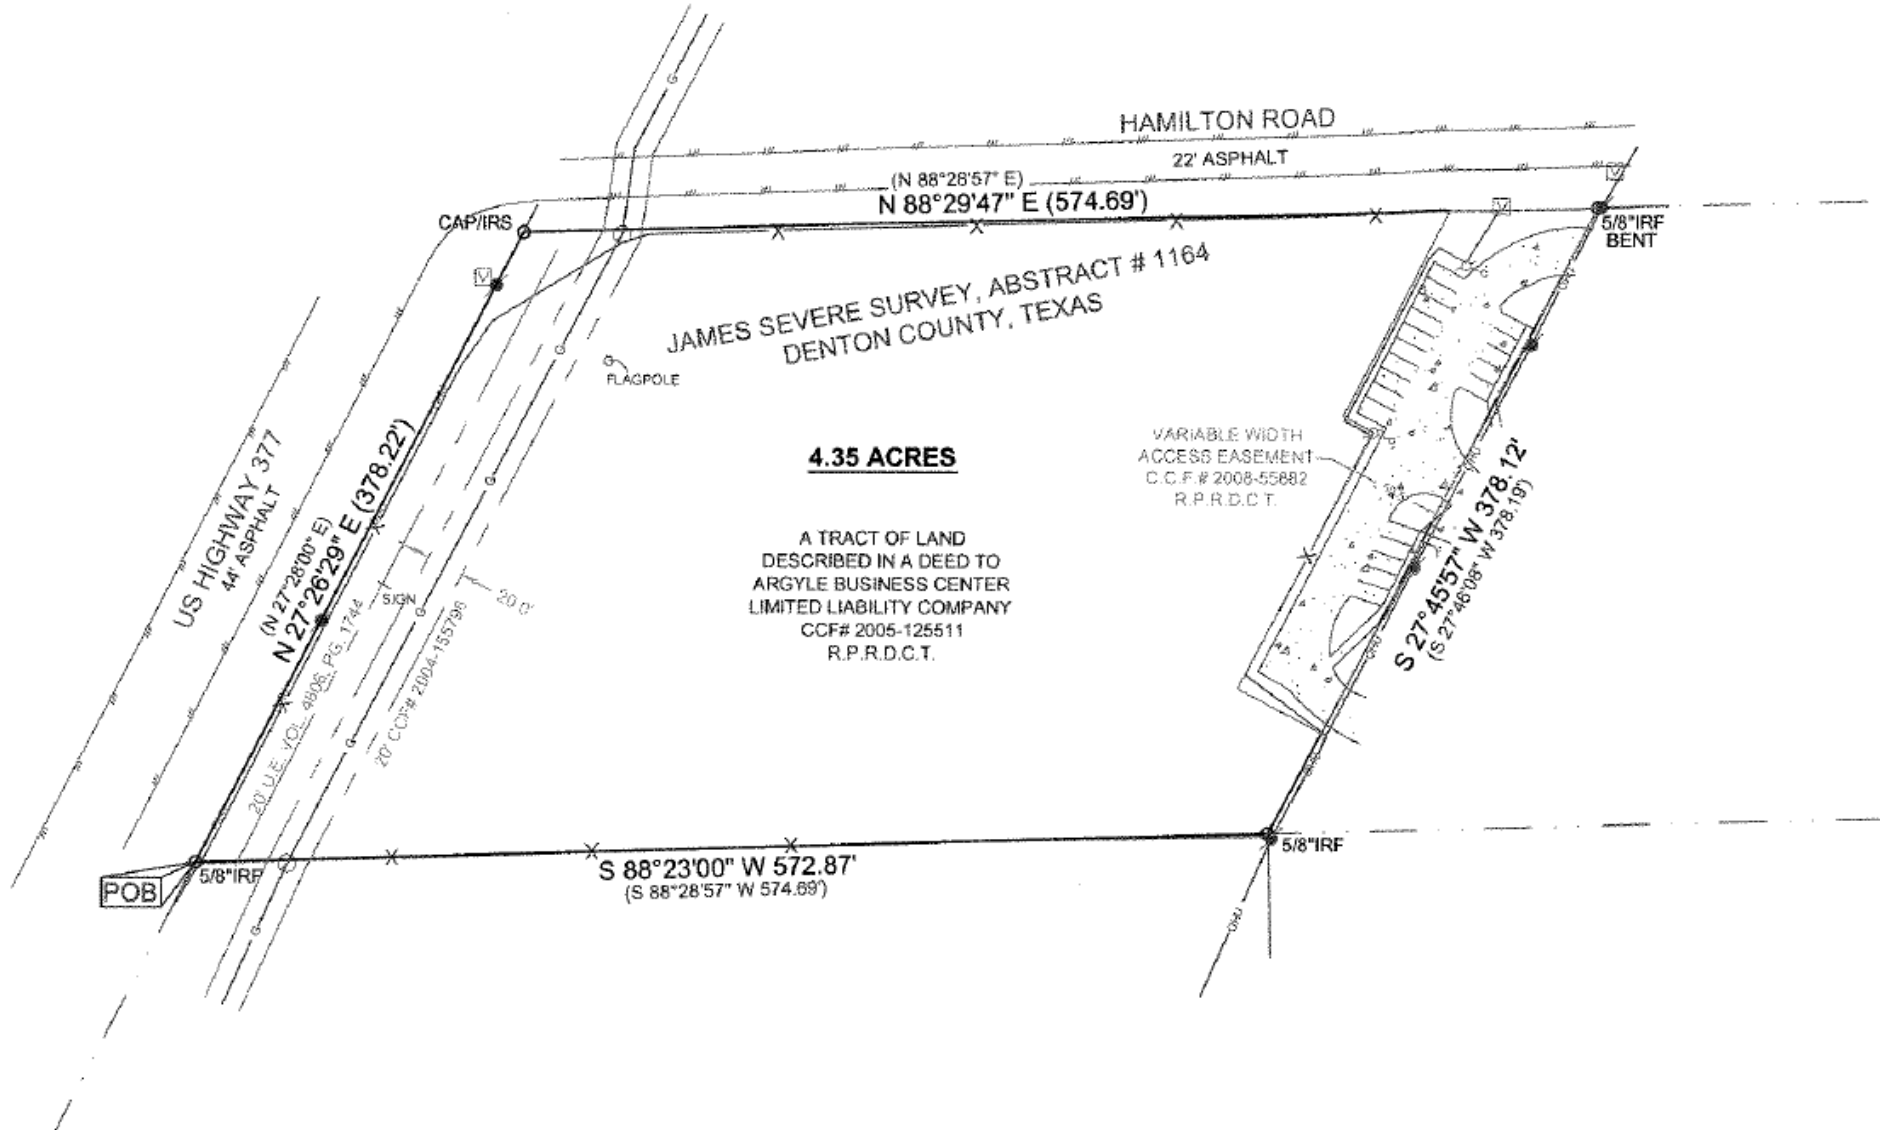 HAMILTON ROAD
22' ASPHALT
(N 88°28'57" E)
N 88°29'47" E (574.69')
CAP/IRS
5/8"IRF
BENT
JAMES SEVERE SURVEY, ABSTRACT # 1164
DENTON COUNTY, TEXAS
FLAGPOLE
4.35 ACRES
A TRACT OF LAND
DESCRIBED IN A DEED TO
ARGYLE BUSINESS CENTER
LIMITED LIABILITY COMPANY
CCF# 2005-125511
R.P.R.D.C.T.
VARIABLE WIDTH
ACCESS EASEMENT
C.C.F.# 2008-55882
R.P.R.D.C.T.
US HIGHWAY 377
44' ASPHALT
(N 27°28'00" E)
N 27°26'29" E (378.22')
SIGN
20.0'
20' U.E. VOL. 4806, PG. 1744
20' CCF# 2004-155796
S 27°45'57" W 378.12'
(S 27°46'08" W 378.19')
OHU
OHU
OHU
OHU
OHU
POB
5/8"IRF
S 88°23'00" W 572.87'
(S 88°28'57" W 574.69')
5/8"IRF